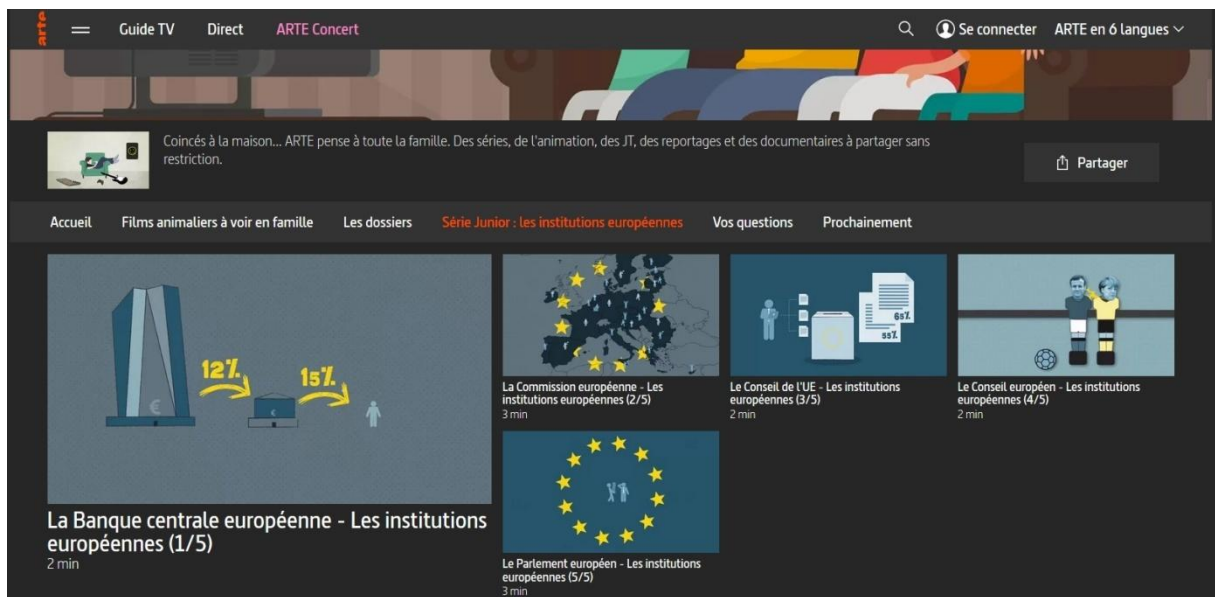 arte
Guide TV
Direct
ARTE Concert
Se connecter
ARTE en 6 langues
Coincés à la maison... ARTE pense à toute la famille. Des séries, de l'animation, des JT, des reportages et des documentaires à partager sans
restriction.
Partager
Accueil
Films animaliers à voir en famille
Les dossiers
Série Junior : les institutions européennes
Vos questions
Prochainement
12%
15%
€
€
La Banque centrale européenne - Les institutions
européennes (1/5)
2 min
La Commission européenne - Les
institutions européennes (2/5)
3 min
65%
55%
Le Conseil de l'UE - Les institutions
européennes (3/5)
2 min
Le Conseil européen - Les institutions
européennes (4/5)
2 min
Le Parlement européen - Les institutions
européennes (5/5)
3 min